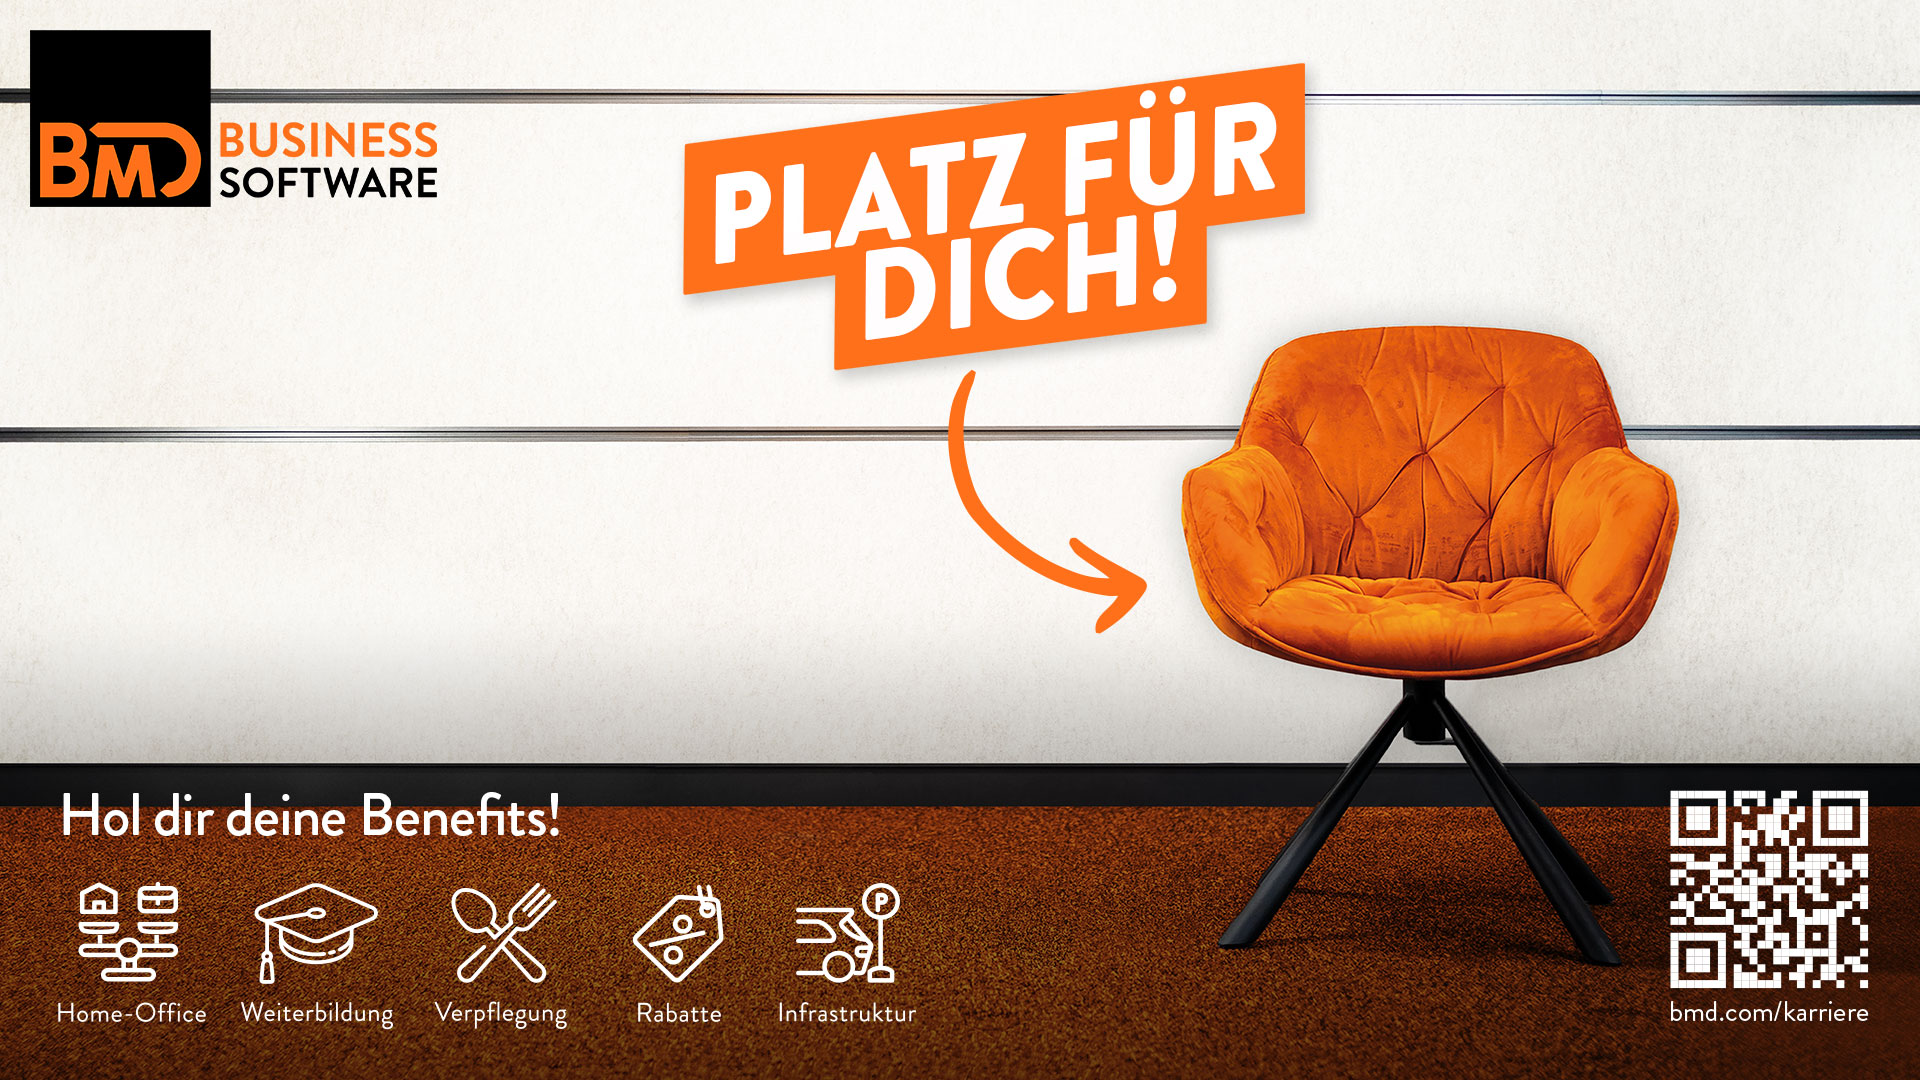 BMD BUSINESS
SOFTWARE
PLATZ FÜR
DICH!
Hol dir deine Benefits!
P
Home-Office
Weiterbildung
Verpflegung
Rabatte
Infrastruktur
bmd.com/karriere